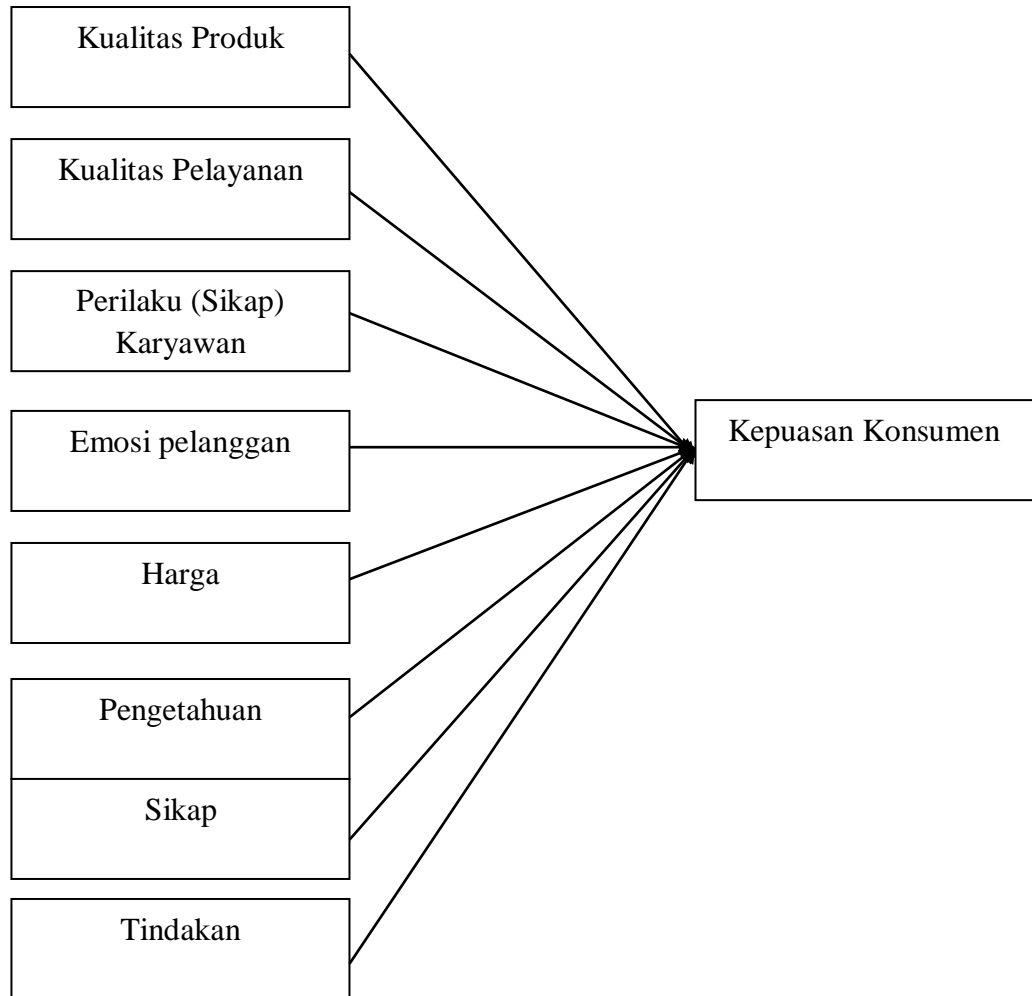 Kualitas Produk
Kualitas Pelayanan
Perilaku (Sikap)
Karyawan
Emosi pelanggan
Kepuasan Konsumen
Harga
Pengetahuan
Sikap
Tindakan